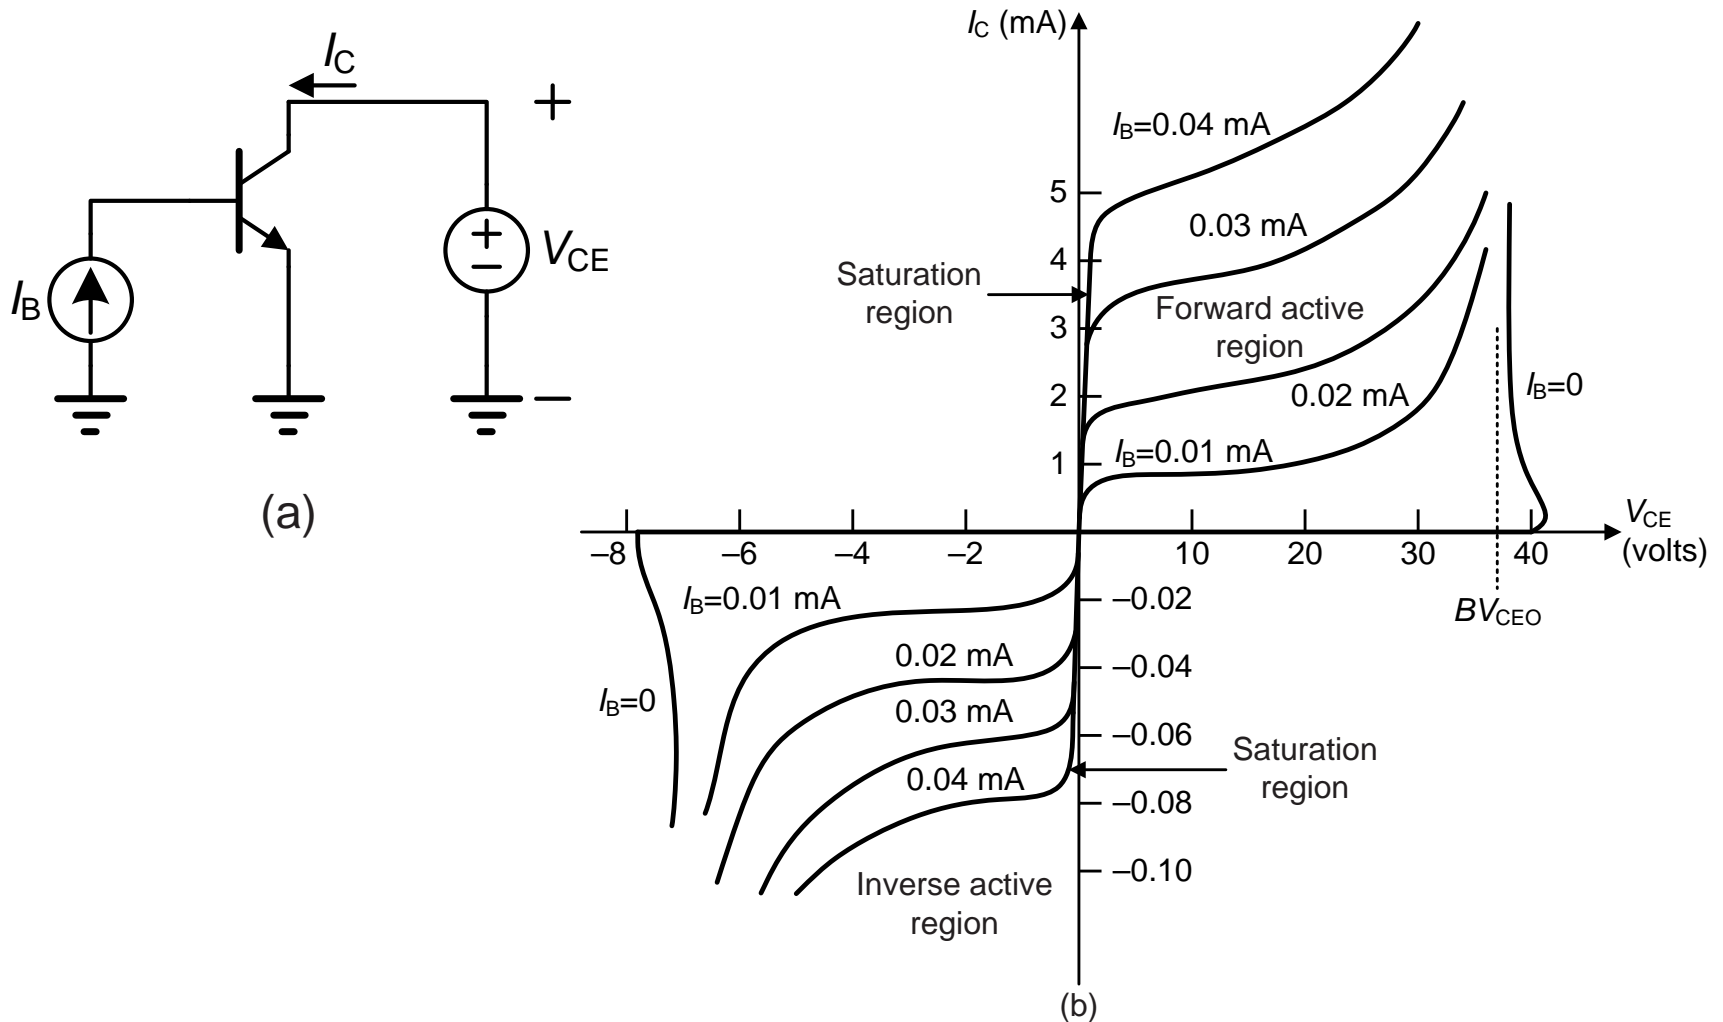 I_C
+
I_B
+
–
V_CE
–
(a)
I_C (mA)
I_B=0.04 mA
5
0.03 mA
4
Saturation
region
Forward active
region
3
2
0.02 mA
I_B=0
I_B=0.01 mA
1
V_CE
(volts)
–8
–6
–4
–2
10
20
30
40
BV_CEO
I_B=0.01 mA
–0.02
0.02 mA
–0.04
I_B=0
0.03 mA
–0.06
Saturation
region
0.04 mA
–0.08
–0.10
Inverse active
region
(b)